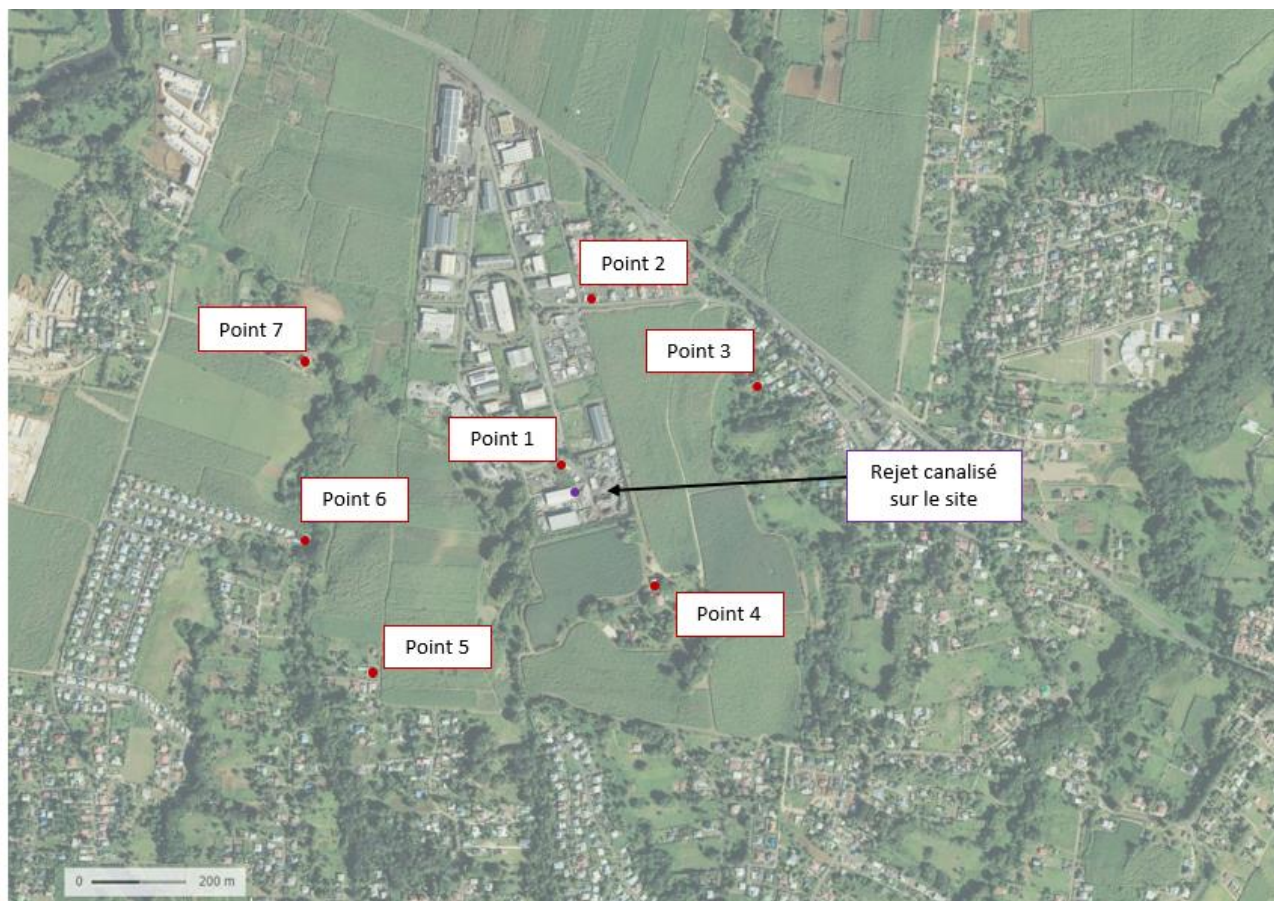 Point 2
Point 7
Point 3
Point 1
Rejet canalisé
sur le site
Point 6
Point 4
Point 5
0 200 m